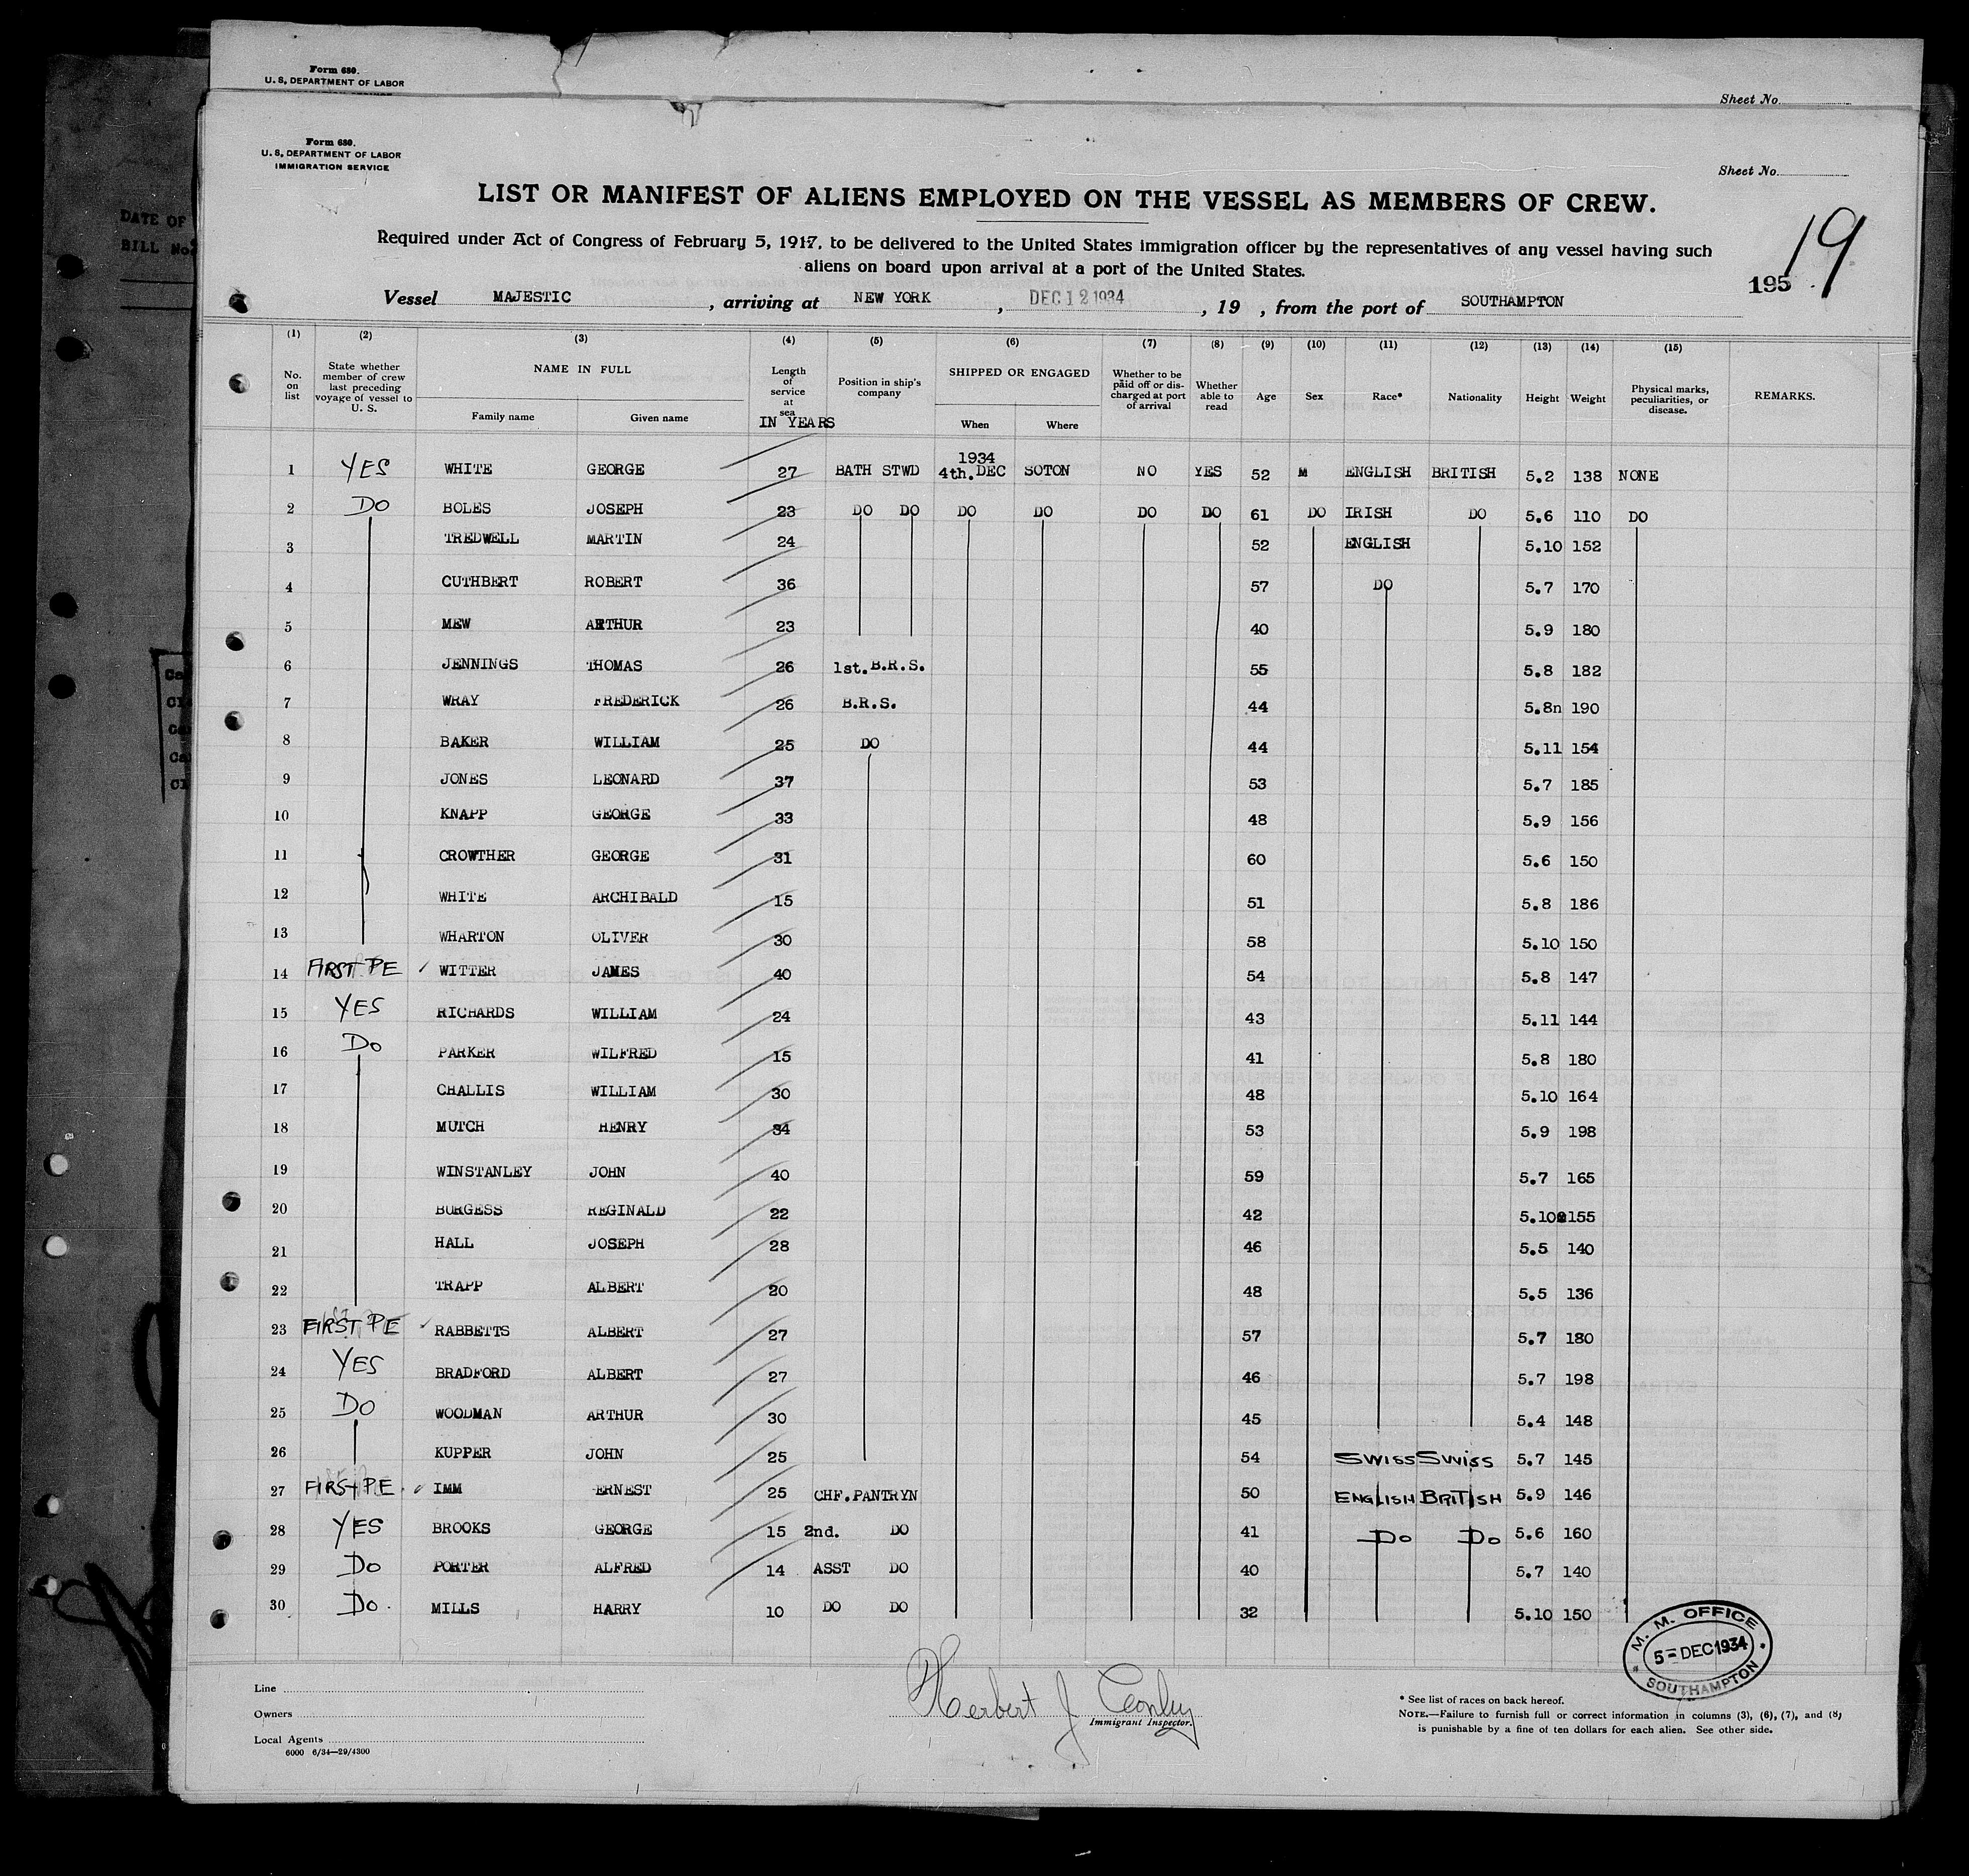 Form 680.
U. S. DEPARTMENT OF LABOR
Sheet No.
Form 680.
U. S. DEPARTMENT OF LABOR
IMMIGRATION SERVICE
Sheet No.
LIST OR MANIFEST OF ALIENS EMPLOYED ON THE VESSEL AS MEMBERS OF CREW.
19
Required under Act of Congress of February 5, 1917, to be delivered to the United States immigration officer by the representatives of any vessel having such
aliens on board upon arrival at a port of the United States.
195
DATE OF
BILL No.
Vessel MAJESTIC , arriving at NEW YORK , DEC 12 1934 , 19 , from the port of SOUTHAMPTON
(1) (2) (3) (4) (5) (6) (7) (8) (9) (10) (11) (12) (13) (14) (15)
No. on list State whether member of crew last preceding voyage of vessel to U. S. NAME IN FULL Family name Given name Length of service at sea IN YEARS Position in ship's company SHIPPED OR ENGAGED When Where Whether to be paid off or discharged at port of arrival Whether able to read Age Sex Race* Nationality Height Weight Physical marks, peculiarities, or disease. REMARKS.
1934
1 YES WHITE GEORGE 27 BATH STWD 4th.DEC SOTON NO YES 52 M ENGLISH BRITISH 5.2 138 NONE
2 DO BOLES JOSEPH 23 DO DO DO DO DO DO 61 DO IRISH DO 5.6 110 DO
3 TREDWELL MARTIN 24 52 ENGLISH 5.10 152
4 CUTHBERT ROBERT 36 57 DO 5.7 170
5 MEW ARTHUR 23 40 5.9 180
6 JENNINGS THOMAS 26 1st.B.R.S. 55 5.8 182
7 WRAY FREDERICK 26 B.R.S. 44 5.8n 190
8 BAKER WILLIAM 25 DO 44 5.11 154
9 JONES LEONARD 37 53 5.7 185
10 KNAPP GEORGE 33 48 5.9 156
11 CROWTHER GEORGE 31 60 5.6 150
12 WHITE ARCHIBALD 15 51 5.8 186
13 WHARTON OLIVER 30 58 5.10 150
14 FIRST PE WITTER JAMES 40 54 5.8 147
15 YES RICHARDS WILLIAM 24 43 5.11 144
16 DO PARKER WILFRED 15 41 5.8 180
17 CHALLIS WILLIAM 30 48 5.10 164
18 MUTCH HENRY 34 53 5.9 198
19 WINSTANLEY JOHN 40 59 5.7 165
20 BURGESS REGINALD 22 42 5.10 155
21 HALL JOSEPH 28 46 5.5 140
22 TRAPP ALBERT 20 48 5.5 136
23 FIRST PE RABBETTS ALBERT 27 57 5.7 180
24 YES BRADFORD ALBERT 27 46 5.7 198
25 DO WOODMAN ARTHUR 30 45 5.4 148
26 KUPPER JOHN 25 54 SWISS SWISS 5.7 145
27 FIRST PE IMM ERNEST 25 CHF.PANTRYN 50 ENGLISH BRITISH 5.9 146
28 YES BROOKS GEORGE 15 2nd. DO 41 DO DO 5.6 160
29 DO PORTER ALFRED 14 ASST DO 40 5.7 140
30 DO. MILLS HARRY 10 DO DO 32 5.10 150
M. M. OFFICE
5 - DEC 1934
SOUTHAMPTON
Line
Owners
Local Agents
6000 6/34—29/4300
Herbert J Conley
Immigrant Inspector.
* See list of races on back hereof.
NOTE.—Failure to furnish full or correct information in columns (3), (6), (7), and (8)
is punishable by a fine of ten dollars for each alien. See other side.